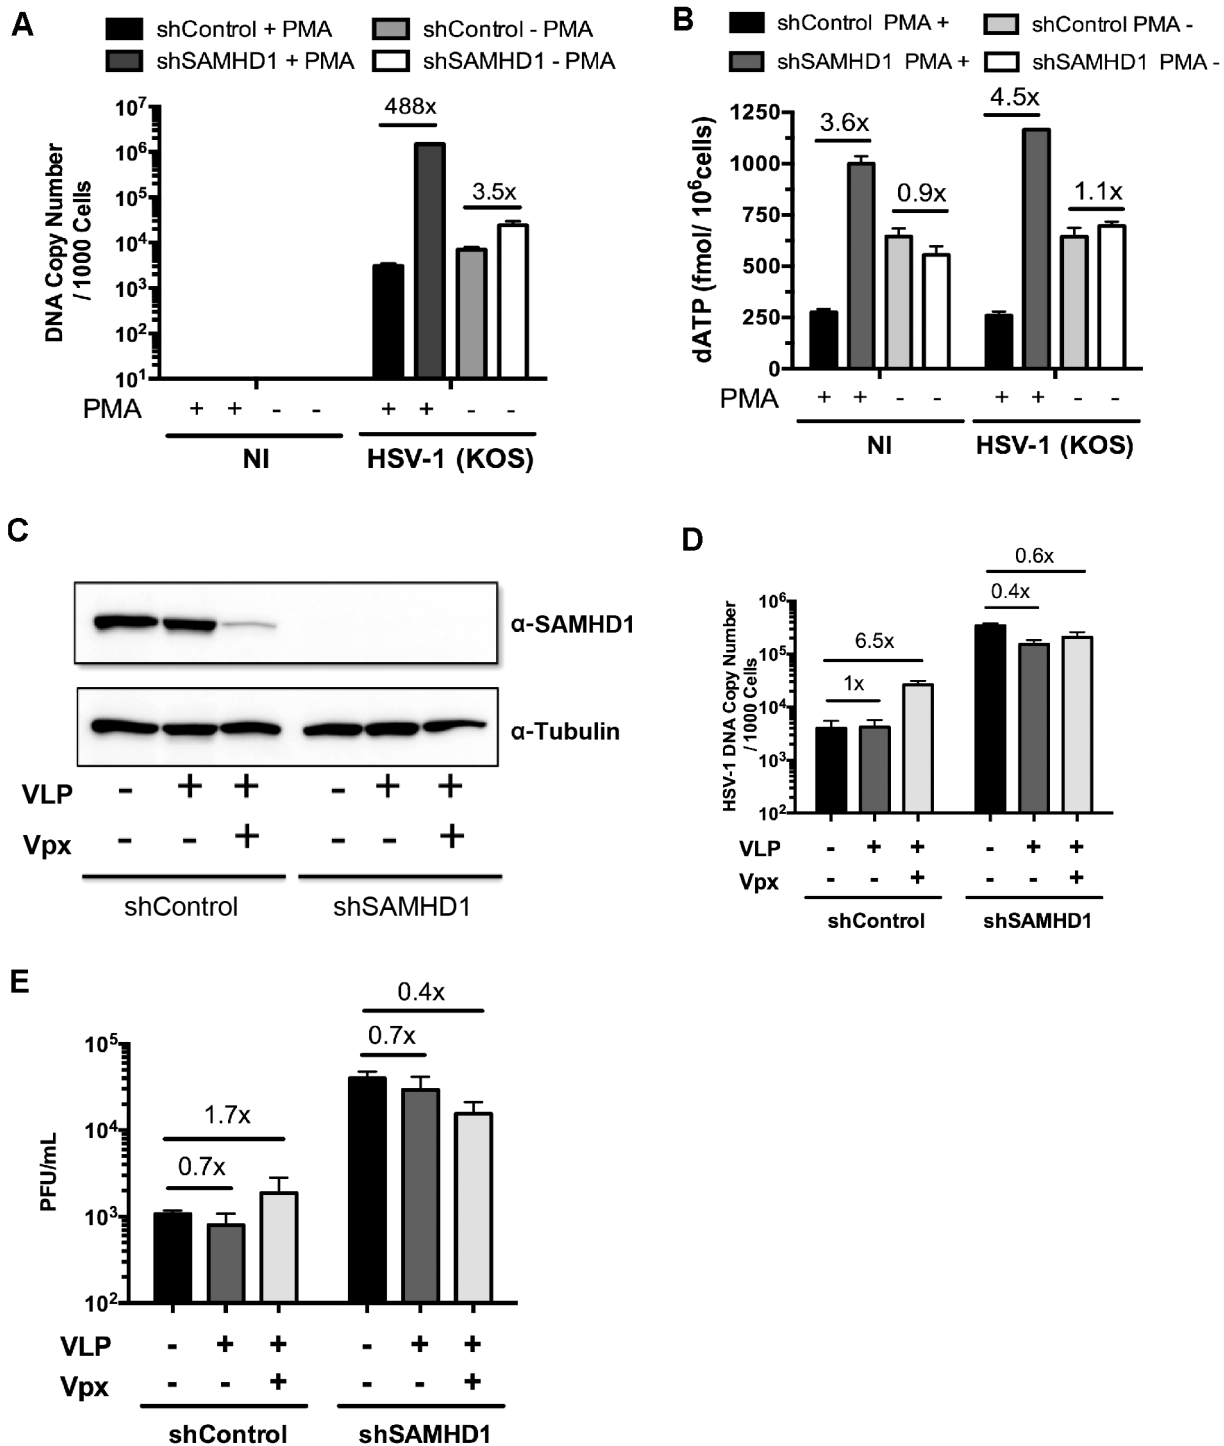 A
shControl + PMA
shControl - PMA
shSAMHD1 + PMA
shSAMHD1 - PMA
DNA Copy Number
/ 1000 Cells
10⁷
10⁶
10⁵
10⁴
10³
10²
10¹
488x
3.5x
PMA + + - - + + - -
NI HSV-1 (KOS)
B
shControl PMA +
shControl PMA -
shSAMHD1 PMA +
shSAMHD1 PMA -
dATP (fmol/ 10⁶cells)
1250
1000
750
500
250
0
3.6x
0.9x
4.5x
1.1x
PMA + + - - + + - -
NI HSV-1 (KOS)
C
α-SAMHD1
α-Tubulin
VLP - + + - + +
Vpx - - + - - +
shControl shSAMHD1
D
HSV-1 DNA Copy Number
/ 1000 Cells
10⁶
10⁵
10⁴
10³
10²
1x
6.5x
0.4x
0.6x
VLP - + + - + +
Vpx - - + - - +
shControl shSAMHD1
E
PFU/mL
10⁵
10⁴
10³
10²
0.7x
1.7x
0.7x
0.4x
VLP - + + - + +
Vpx - - + - - +
shControl shSAMHD1